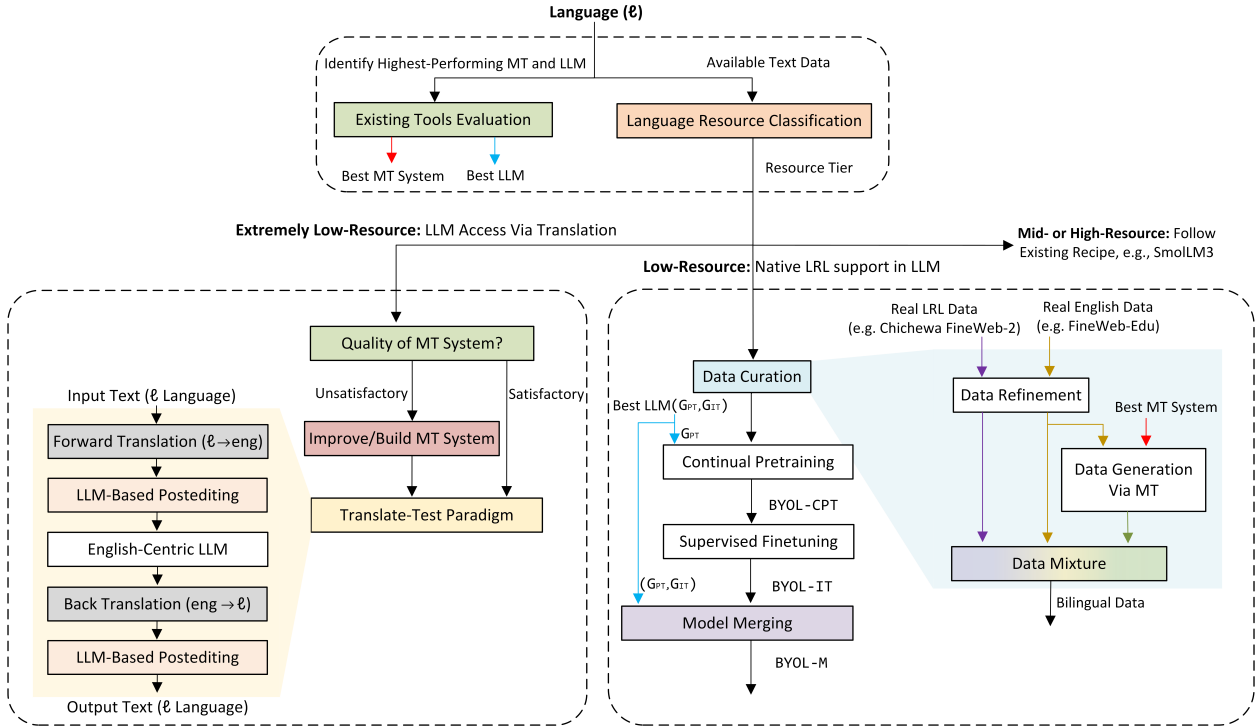 Language (ℓ)
Identify Highest-Performing MT and LLM
Available Text Data
Existing Tools Evaluation
Language Resource Classification
Best MT System
Best LLM
Resource Tier
Extremely Low-Resource: LLM Access Via Translation
Mid- or High-Resource: Follow
Existing Recipe, e.g., SmolLM3
Low-Resource: Native LRL support in LLM
Quality of MT System?
Unsatisfactory
Satisfactory
Improve/Build MT System
Translate-Test Paradigm
Input Text (ℓ Language)
Forward Translation (ℓ→eng)
LLM-Based Postediting
English-Centric LLM
Back Translation (eng → ℓ)
LLM-Based Postediting
Output Text (ℓ Language)
Data Curation
Best LLM(GPT,GIT)
GPT
Continual Pretraining
BYOL-CPT
Supervised Finetuning
BYOL-IT
(GPT,GIT)
Model Merging
BYOL-M
Real LRL Data
(e.g. Chichewa FineWeb-2)
Real English Data
(e.g. FineWeb-Edu)
Data Refinement
Best MT System
Data Generation
Via MT
Data Mixture
Bilingual Data